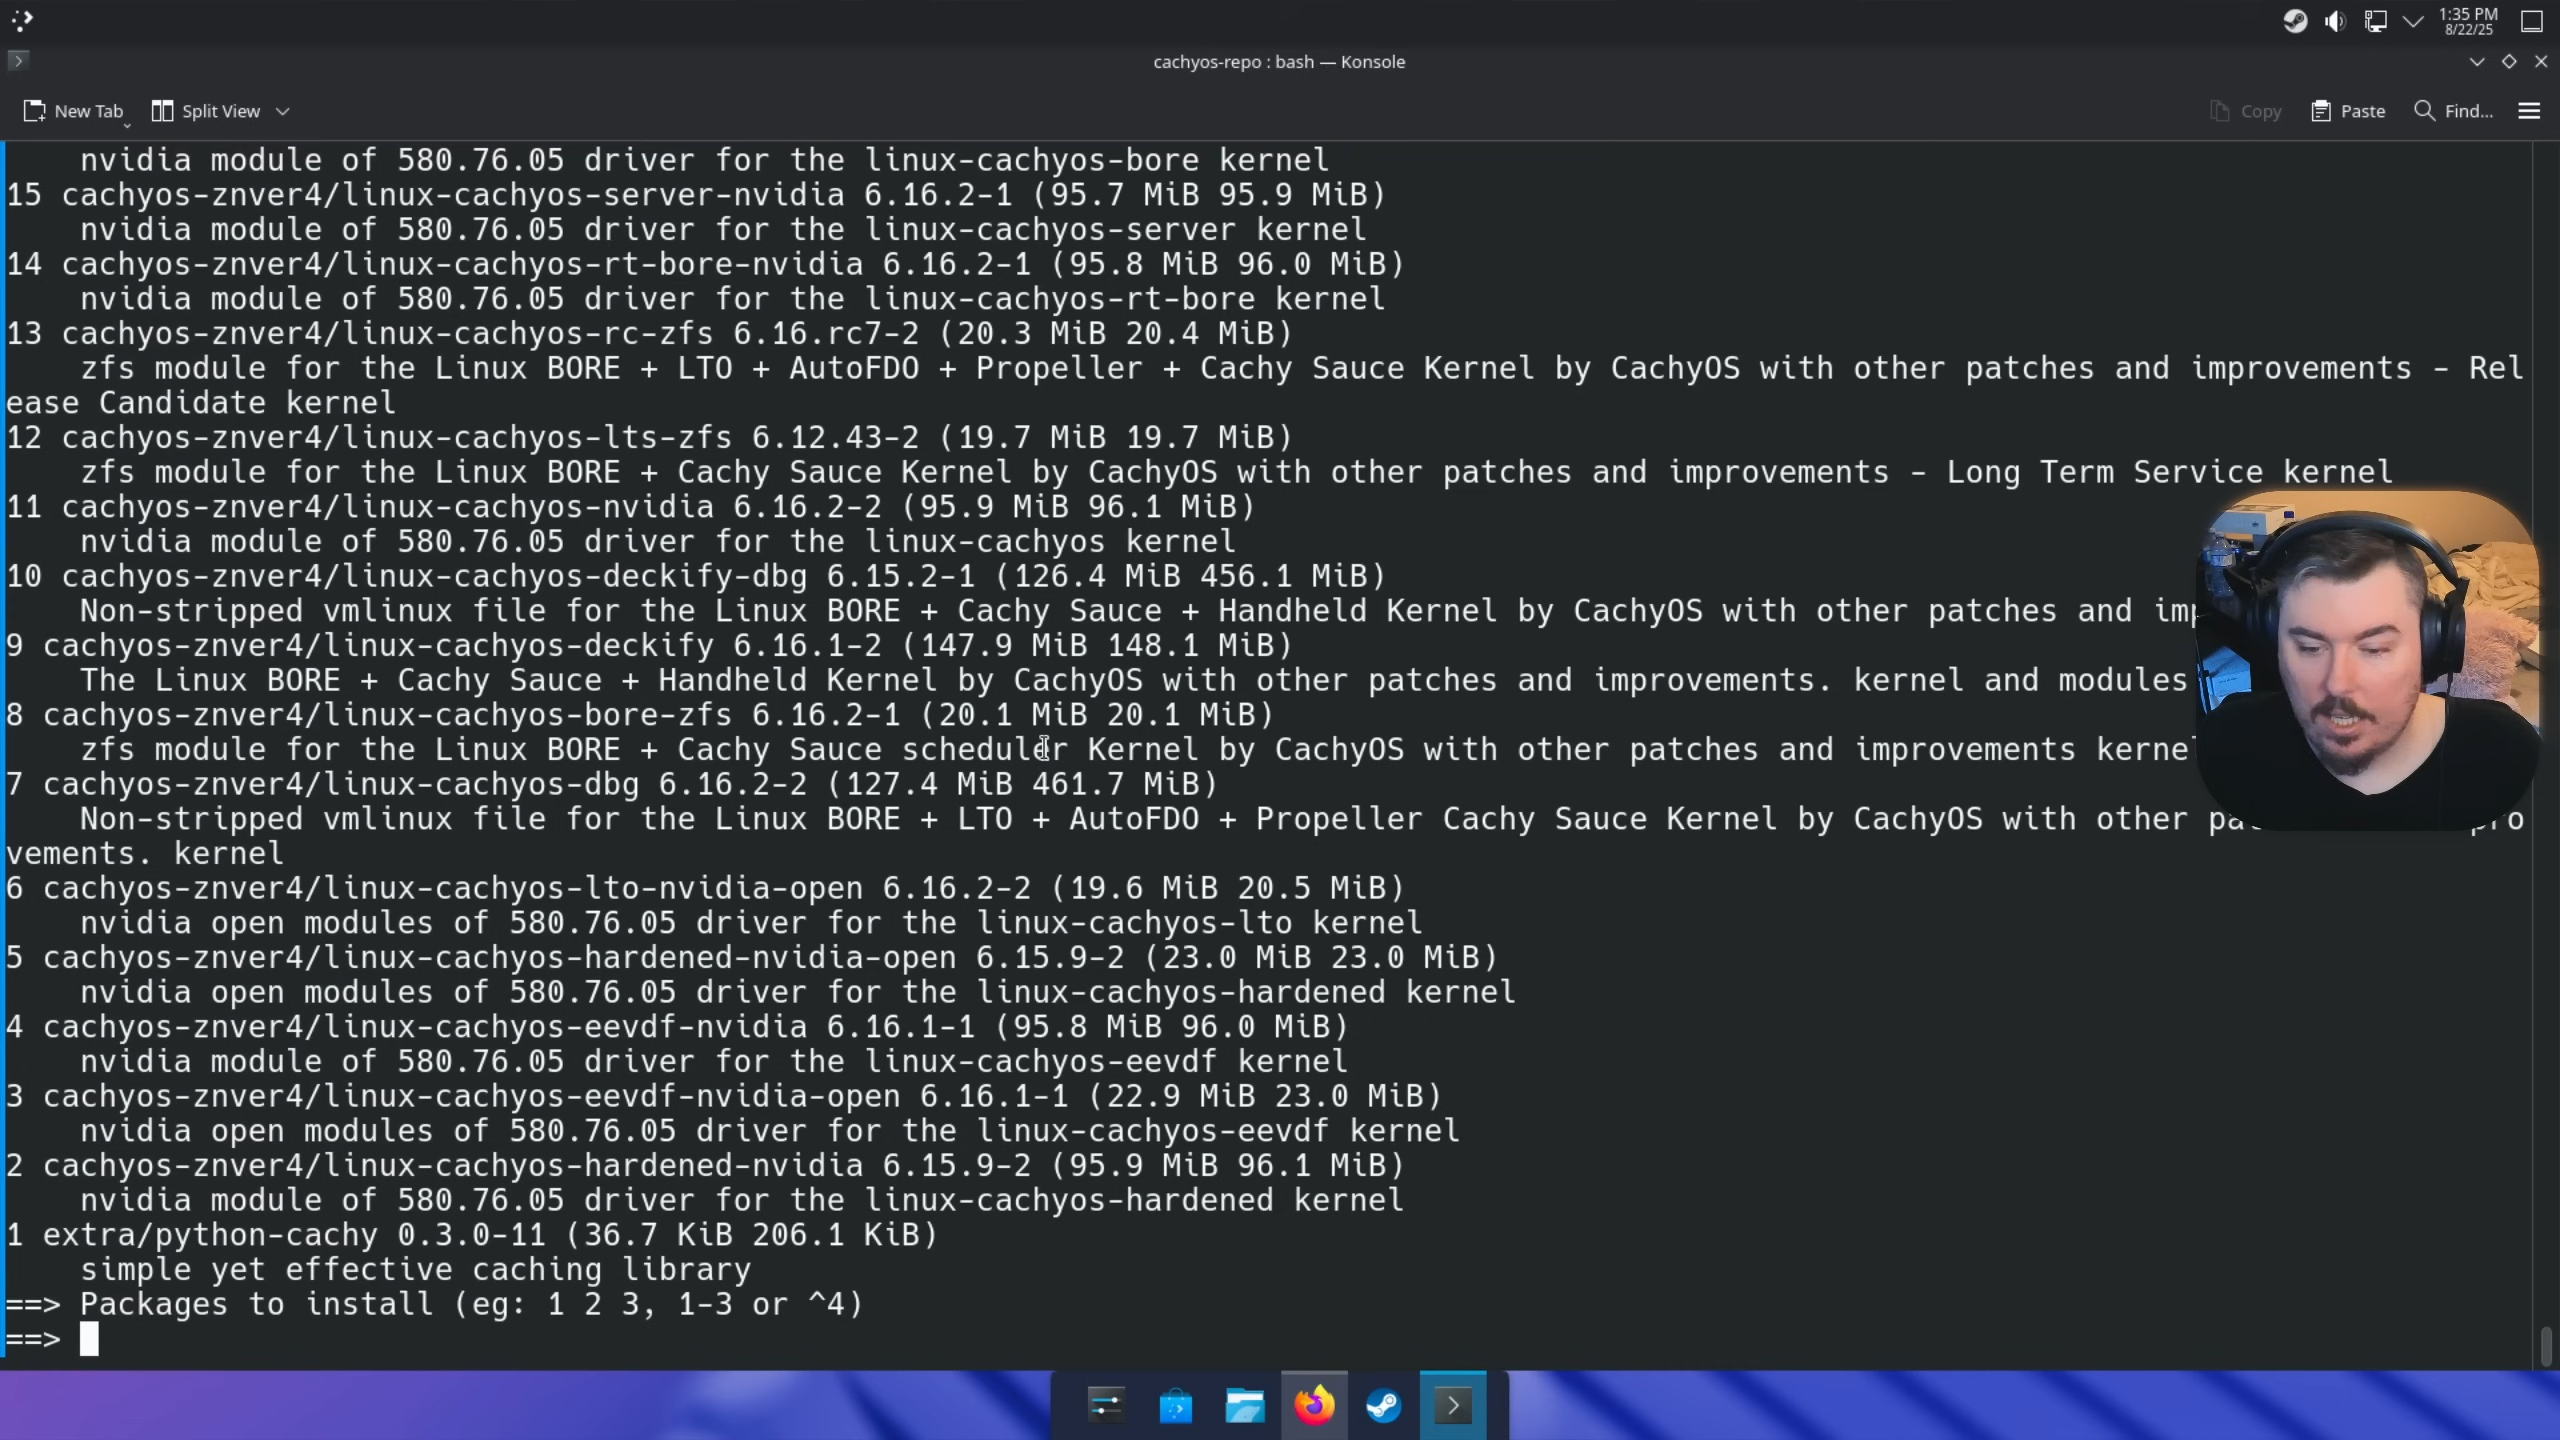 1:35 PM
8/22/25
cachyos-repo : bash — Konsole
New Tab
Split View
Copy
Paste
Find...
nvidia module of 580.76.05 driver for the linux-cachyos-bore kernel
15 cachyos-znver4/linux-cachyos-server-nvidia 6.16.2-1 (95.7 MiB 95.9 MiB)
nvidia module of 580.76.05 driver for the linux-cachyos-server kernel
14 cachyos-znver4/linux-cachyos-rt-bore-nvidia 6.16.2-1 (95.8 MiB 96.0 MiB)
nvidia module of 580.76.05 driver for the linux-cachyos-rt-bore kernel
13 cachyos-znver4/linux-cachyos-rc-zfs 6.16.rc7-2 (20.3 MiB 20.4 MiB)
zfs module for the Linux BORE + LTO + AutoFDO + Propeller + Cachy Sauce Kernel by CachyOS with other patches and improvements - Rel
ease Candidate kernel
12 cachyos-znver4/linux-cachyos-lts-zfs 6.12.43-2 (19.7 MiB 19.7 MiB)
zfs module for the Linux BORE + Cachy Sauce Kernel by CachyOS with other patches and improvements - Long Term Service kernel
11 cachyos-znver4/linux-cachyos-nvidia 6.16.2-2 (95.9 MiB 96.1 MiB)
nvidia module of 580.76.05 driver for the linux-cachyos kernel
10 cachyos-znver4/linux-cachyos-deckify-dbg 6.15.2-1 (126.4 MiB 456.1 MiB)
Non-stripped vmlinux file for the Linux BORE + Cachy Sauce + Handheld Kernel by CachyOS with other patches and
9 cachyos-znver4/linux-cachyos-deckify 6.16.1-2 (147.9 MiB 148.1 MiB)
The Linux BORE + Cachy Sauce + Handheld Kernel by CachyOS with other patches and improvements. kernel and modules
8 cachyos-znver4/linux-cachyos-bore-zfs 6.16.2-1 (20.1 MiB 20.1 MiB)
zfs module for the Linux BORE + Cachy Sauce scheduler Kernel by CachyOS with other patches and improvements kernel
7 cachyos-znver4/linux-cachyos-dbg 6.16.2-2 (127.4 MiB 461.7 MiB)
Non-stripped vmlinux file for the Linux BORE + LTO + AutoFDO + Propeller Cachy Sauce Kernel by CachyOS with other
vements. kernel
6 cachyos-znver4/linux-cachyos-lto-nvidia-open 6.16.2-2 (19.6 MiB 20.5 MiB)
nvidia open modules of 580.76.05 driver for the linux-cachyos-lto kernel
5 cachyos-znver4/linux-cachyos-hardened-nvidia-open 6.15.9-2 (23.0 MiB 23.0 MiB)
nvidia open modules of 580.76.05 driver for the linux-cachyos-hardened kernel
4 cachyos-znver4/linux-cachyos-eevdf-nvidia 6.16.1-1 (95.8 MiB 96.0 MiB)
nvidia module of 580.76.05 driver for the linux-cachyos-eevdf kernel
3 cachyos-znver4/linux-cachyos-eevdf-nvidia-open 6.16.1-1 (22.9 MiB 23.0 MiB)
nvidia open modules of 580.76.05 driver for the linux-cachyos-eevdf kernel
2 cachyos-znver4/linux-cachyos-hardened-nvidia 6.15.9-2 (95.9 MiB 96.1 MiB)
nvidia module of 580.76.05 driver for the linux-cachyos-hardened kernel
1 extra/python-cachy 0.3.0-11 (36.7 KiB 206.1 KiB)
simple yet effective caching library
==> Packages to install (eg: 1 2 3, 1-3 or ^4)
==>